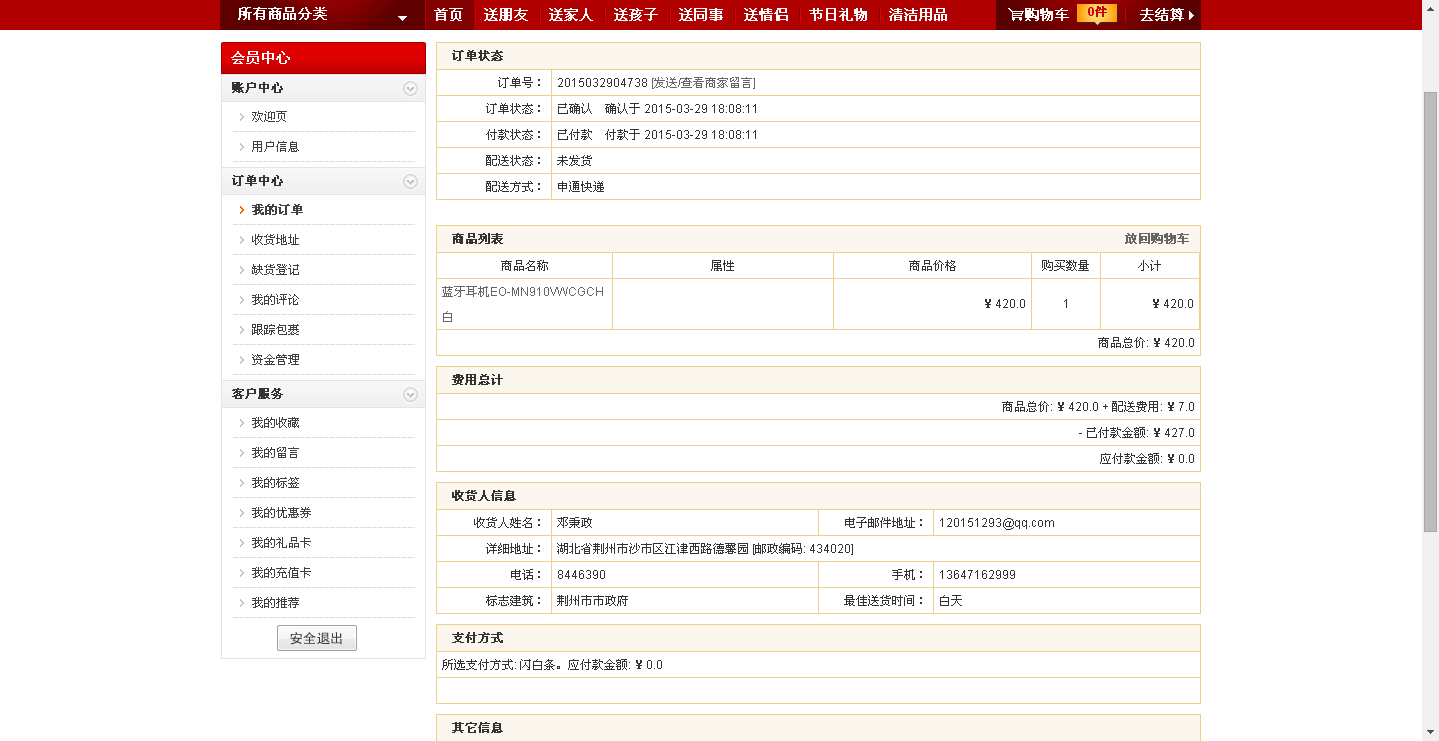 所有商品分类 首页 送朋友 送家人 送孩子 送同事 送情侣 节日礼物 清洁用品 购物车 0件 去结算
会员中心
账户中心
欢迎页
用户信息
订单中心
我的订单
收货地址
缺货登记
我的评论
跟踪包裹
资金管理
客户服务
我的收藏
我的留言
我的标签
我的优惠券
我的礼品卡
我的充值卡
我的推荐
安全退出
订单状态
订单号： 2015032904738 [发送/查看商家留言]
订单状态： 已确认 确认于 2015-03-29 18:08:11
付款状态： 已付款 付款于 2015-03-29 18:08:11
配送状态： 未发货
配送方式： 申通快递
商品列表 放回购物车
商品名称 属性 商品价格 购买数量 小计
蓝牙耳机EO-MN910VWCGCH
白 ¥ 420.0 1 ¥ 420.0
商品总价: ¥ 420.0
费用总计
商品总价: ¥ 420.0 + 配送费用: ¥ 7.0
- 已付款金额: ¥ 427.0
应付款金额: ¥ 0.0
收货人信息
收货人姓名： 邓秉政 电子邮件地址： 120151293@qq.com
详细地址： 湖北省荆州市沙市区江津西路德馨园 [邮政编码: 434020]
电话： 8446390 手机： 13647162999
标志建筑： 荆州市市政府 最佳送货时间： 白天
支付方式
所选支付方式: 闪白条。应付款金额: ¥ 0.0
其它信息